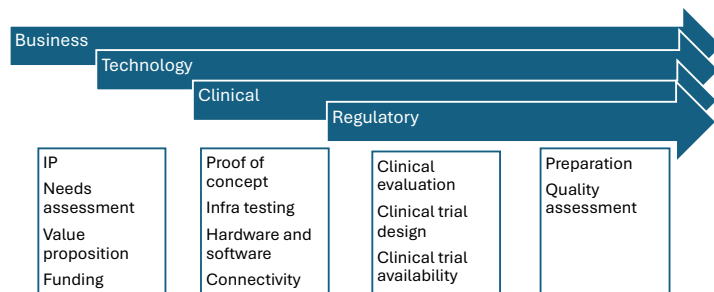 Business
Technology
Clinical
Regulatory
IP
Needs
assessment
Value
proposition
Funding
Proof of
concept
Infra testing
Hardware and
software
Connectivity
Clinical
evaluation
Clinical trial
design
Clinical trial
availability
Preparation
Quality
assessment